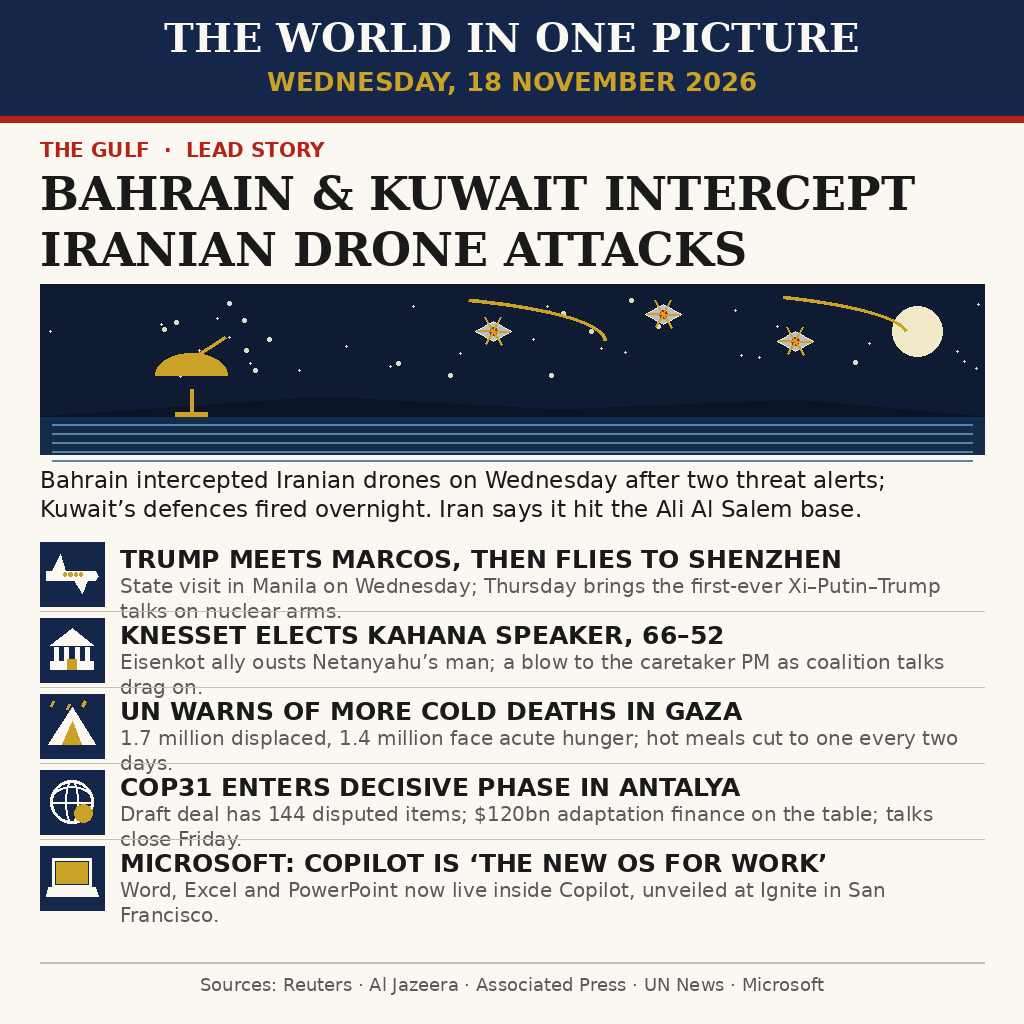 THE WORLD IN ONE PICTURE
WEDNESDAY, 18 NOVEMBER 2026
THE GULF · LEAD STORY
BAHRAIN & KUWAIT INTERCEPT
IRANIAN DRONE ATTACKS
Bahrain intercepted Iranian drones on Wednesday after two threat alerts;
Kuwait’s defences fired overnight. Iran says it hit the Ali Al Salem base.
TRUMP MEETS MARCOS, THEN FLIES TO SHENZHEN
State visit in Manila on Wednesday; Thursday brings the first-ever Xi–Putin–Trump
talks on nuclear arms.
KNESSET ELECTS KAHANA SPEAKER, 66–52
Eisenkot ally ousts Netanyahu’s man; a blow to the caretaker PM as coalition talks
drag on.
UN WARNS OF MORE COLD DEATHS IN GAZA
1.7 million displaced, 1.4 million face acute hunger; hot meals cut to one every two
days.
COP31 ENTERS DECISIVE PHASE IN ANTALYA
Draft deal has 144 disputed items; $120bn adaptation finance on the table; talks
close Friday.
MICROSOFT: COPILOT IS ‘THE NEW OS FOR WORK’
Word, Excel and PowerPoint now live inside Copilot, unveiled at Ignite in San
Francisco.
Sources: Reuters · Al Jazeera · Associated Press · UN News · Microsoft